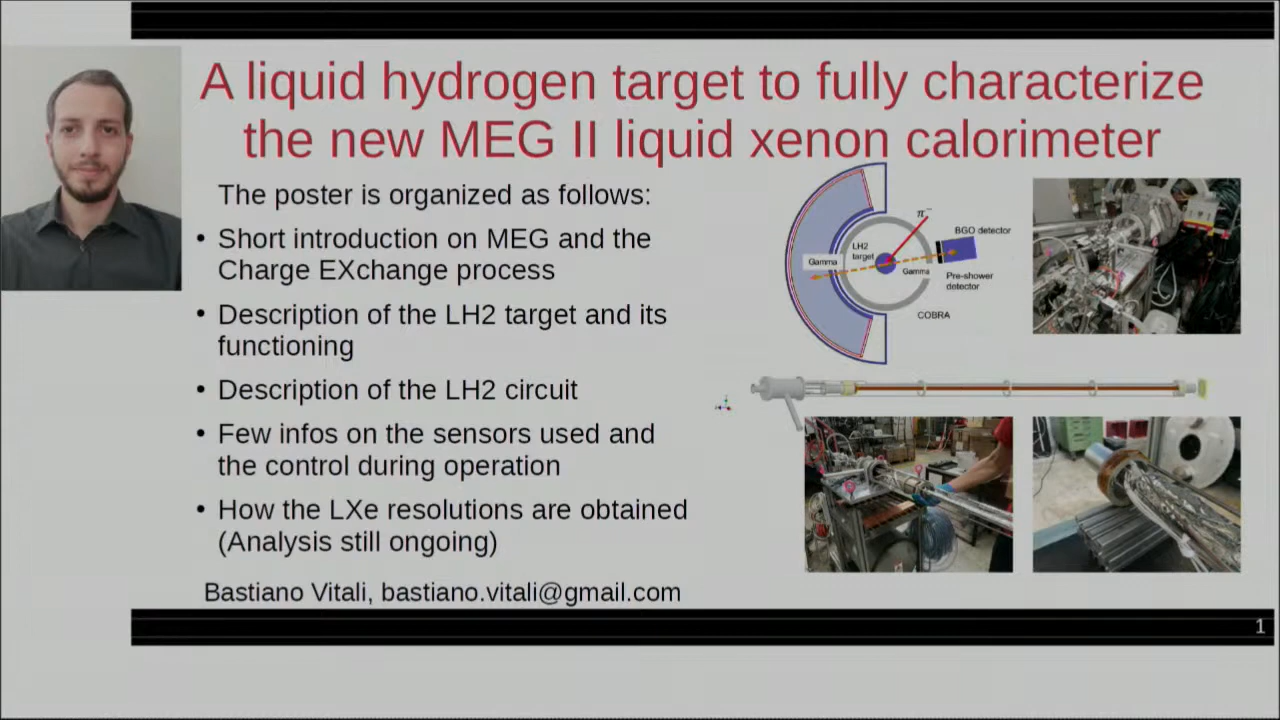 A liquid hydrogen target to fully characterize
the new MEG II liquid xenon calorimeter
The poster is organized as follows:
• Short introduction on MEG and the
Charge EXchange process
• Description of the LH2 target and its
functioning
• Description of the LH2 circuit
• Few infos on the sensors used and
the control during operation
• How the LXe resolutions are obtained
(Analysis still ongoing)
Bastiano Vitali, bastiano.vitali@gmail.com
π⁻
BGO detector
LH2
target
Gamma
Gamma
Pre-shower
detector
COBRA
1